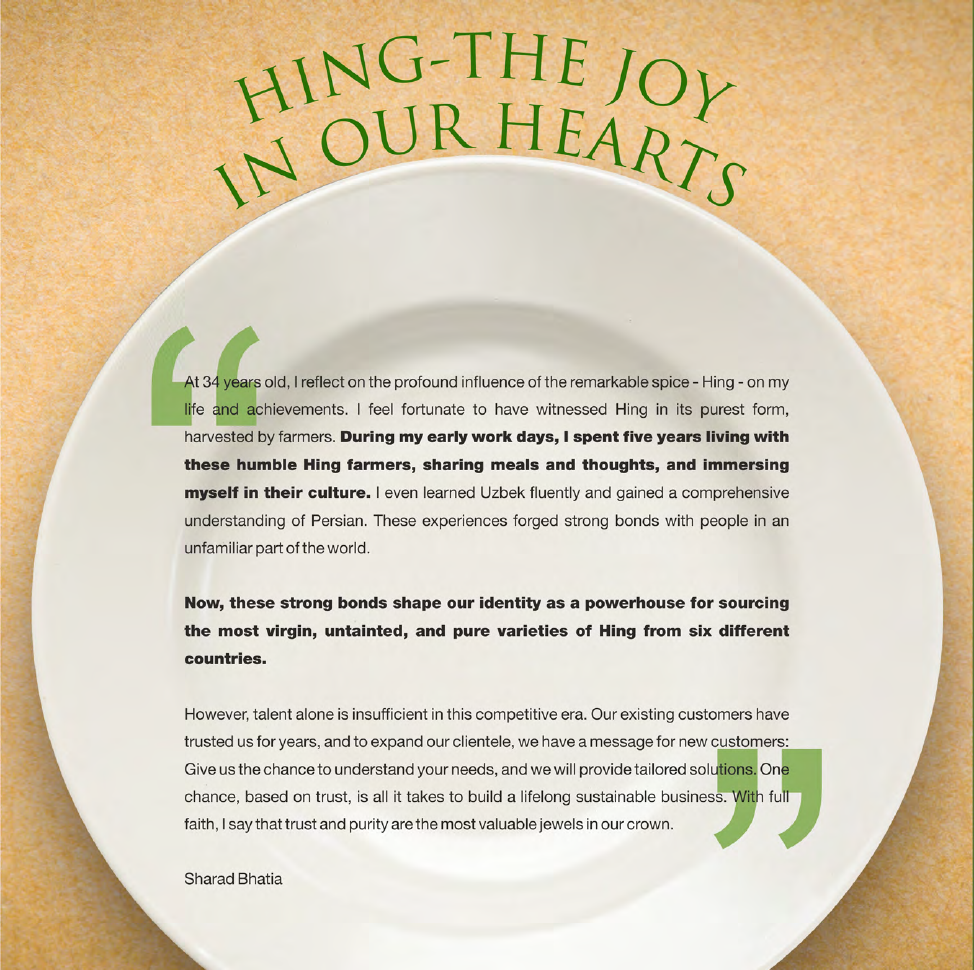 HING-THE JOY
IN OUR HEARTS
“
At 34 years old, I reflect on the profound influence of the remarkable spice - Hing - on my
life and achievements. I feel fortunate to have witnessed Hing in its purest form,
harvested by farmers. During my early work days, I spent five years living with
these humble Hing farmers, sharing meals and thoughts, and immersing
myself in their culture. I even learned Uzbek fluently and gained a comprehensive
understanding of Persian. These experiences forged strong bonds with people in an
unfamiliar part of the world.
Now, these strong bonds shape our identity as a powerhouse for sourcing
the most virgin, untainted, and pure varieties of Hing from six different
countries.
However, talent alone is insufficient in this competitive era. Our existing customers have
trusted us for years, and to expand our clientele, we have a message for new customers:
Give us the chance to understand your needs, and we will provide tailored solutions. One
chance, based on trust, is all it takes to build a lifelong sustainable business. With full
faith, I say that trust and purity are the most valuable jewels in our crown.
”
Sharad Bhatia